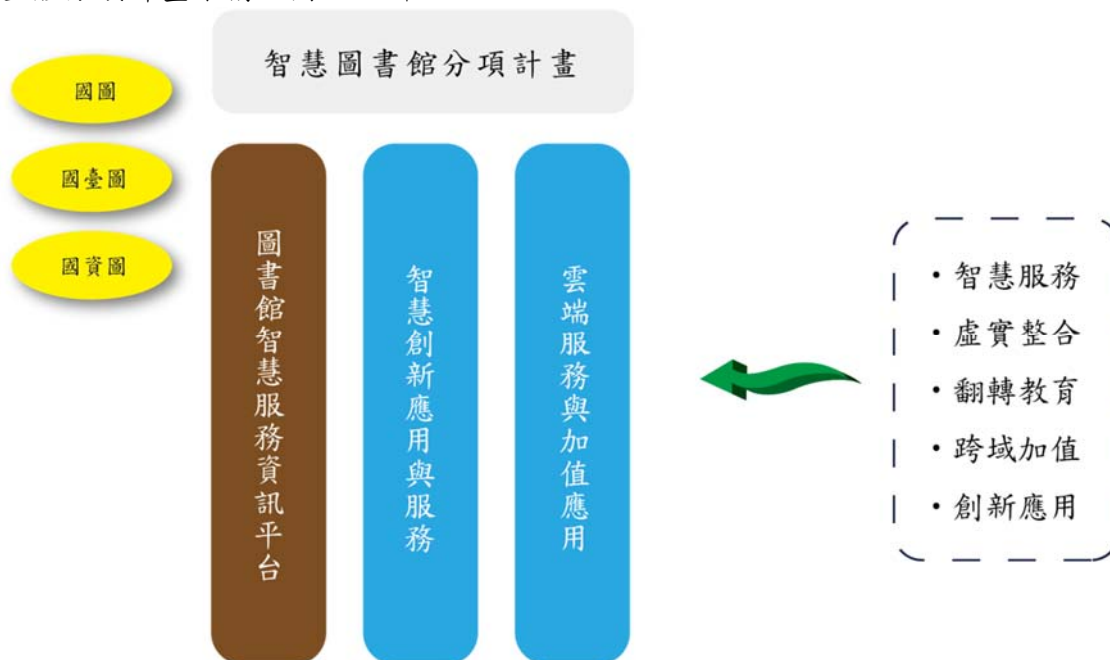 智慧圖書館分項計畫
國圖
國臺圖
國資圖
圖書館智慧服務資訊平台
智慧創新應用與服務
雲端服務與加值應用
・智慧服務
・虛實整合
・翻轉教育
・跨域加值
・創新應用